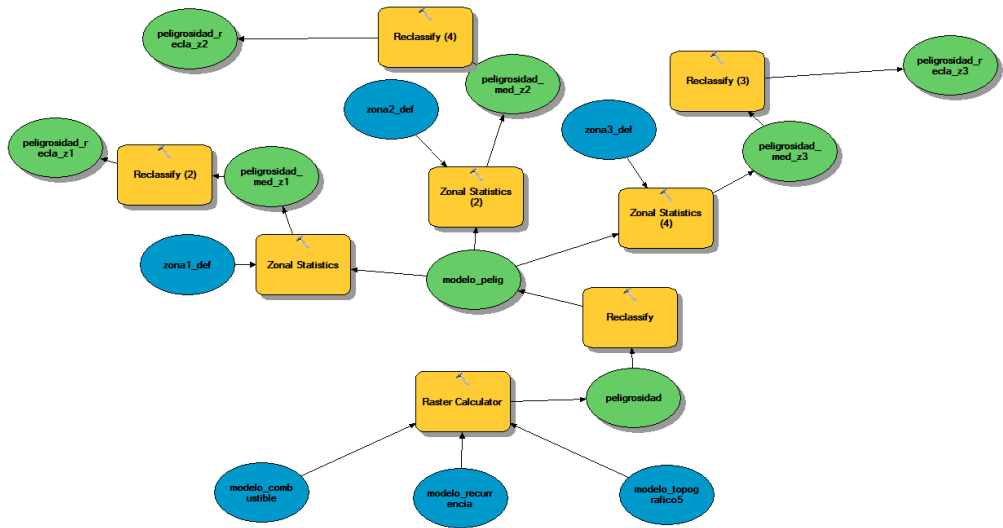 peligrosidad_r
ecla_z2
Reclassify (4)
peligrosidad_
med_z2
zona2_def
Reclassify (3)
peligrosidad_r
ecla_z3
zona3_def
peligrosidad_
med_z3
peligrosidad_r
ecla_z1
Reclassify (2)
peligrosidad_
med_z1
Zonal Statistics
(2)
Zonal Statistics
(4)
zona1_def
Zonal Statistics
modelo_pelig
Reclassify
Raster Calculator
peligrosidad
modelo_comb
ustible
modelo_recurr
encia
modelo_topog
rafico5